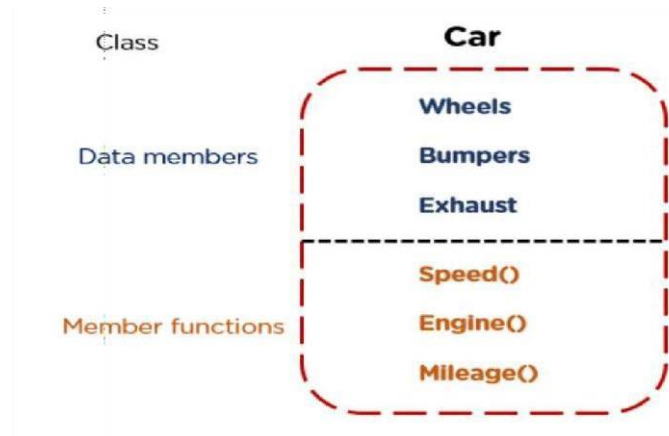 Class
Car
Wheels
Data members
Bumpers
Exhaust
Speed()
Member functions
Engine()
Mileage()